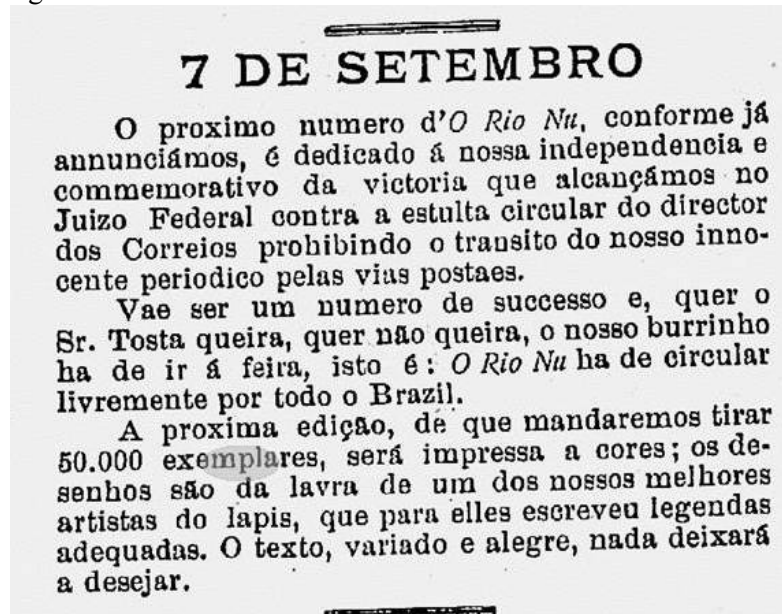 7 DE SETEMBRO
O proximo numero d'O Rio Nu, conforme já
annunciámos, é dedicado á nossa independencia e
commemorativo da victoria que alcançámos no
Juizo Federal contra a estulta circular do director
dos Correios prohibindo o transito do nosso inno-
cente periodico pelas vias postaes.
Vae ser um numero de successo e, quer o
Sr. Tosta queira, quer não queira, o nosso burrinho
ha de ir á feira, isto é: O Rio Nu ha de circular
livremente por todo o Brazil.
A proxima edição, de que mandaremos tirar
50.000 exemplares, será impressa a cores; os de-
senhos são da lavra de um dos nossos melhores
artistas do lapis, que para elles escreveu legendas
adequadas. O texto, variado e alegre, nada deixará
a desejar.